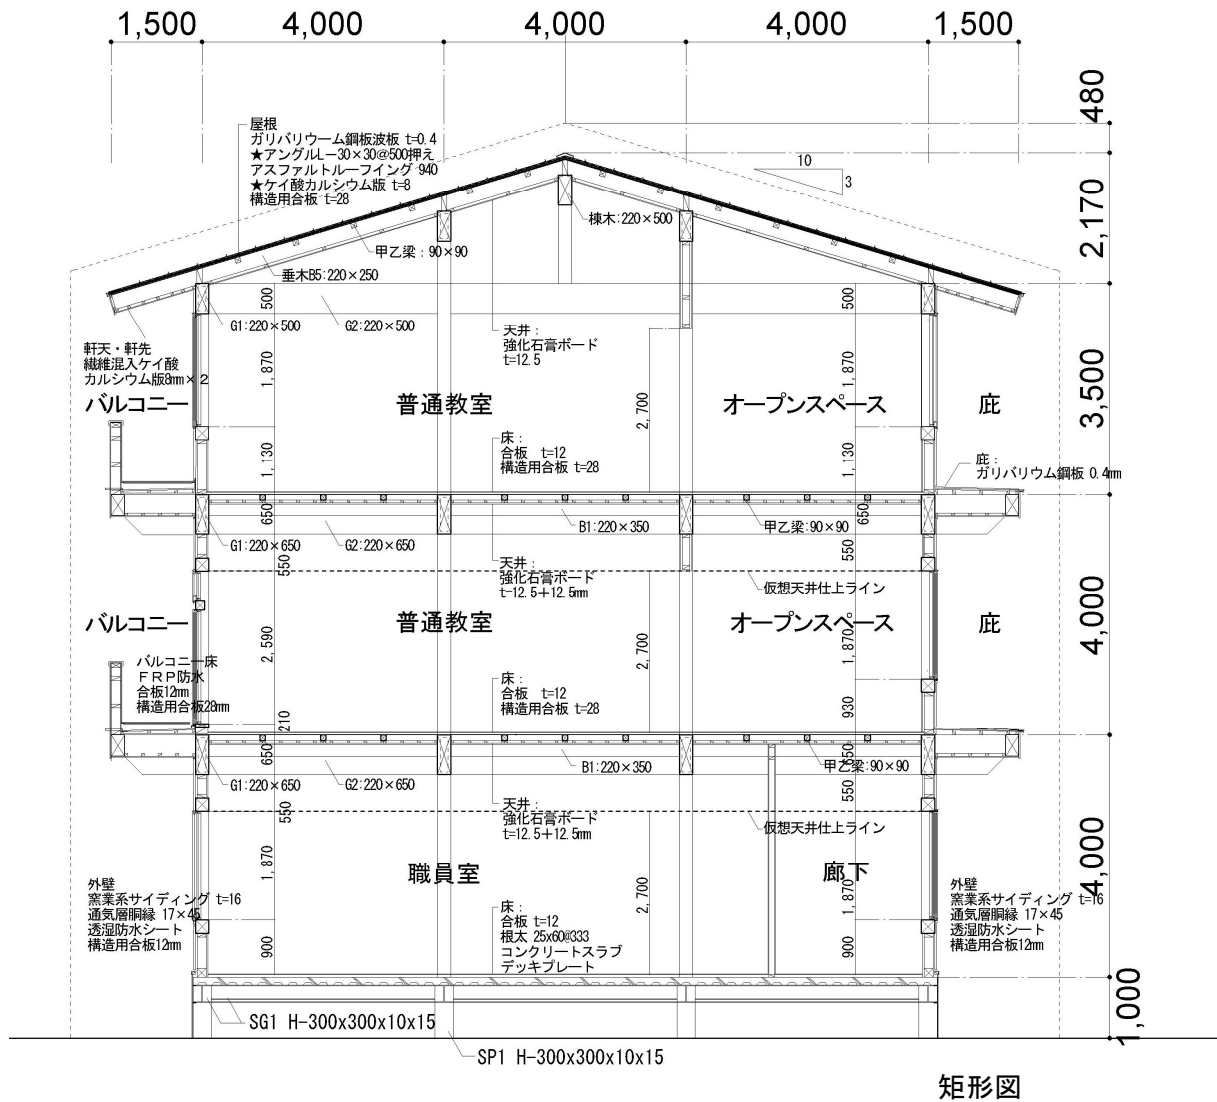 1,500
4,000
4,000
4,000
1,500
480
2,170
3,500
4,000
4,000
1,000
屋根
ガリバリウーム鋼板波板 t=0.4
★アングルL－30×30@500押え
アスファルトルーフイング 940
★ケイ酸カルシウム版 t=8
構造用合板 t=28
10
3
棟木:220×500
甲乙梁：90×90
垂木B5:220×250
500
G1:220×500
G2:220×500
500
天井：
強化石膏ボード
t=12.5
軒天・軒先
繊維混入ケイ酸
カルシウム版8mm×2
1,870
1,870
バルコニー
普通教室
2,700
オープンスペース
庇
床：
合板 t=12
構造用合板 t=28
1,130
1,130
庇：
ガリバリウム鋼板 0.4mm
650
B1:220×350
甲乙梁:90×90
650
G1:220×650
G2:220×650
550
550
天井：
強化石膏ボード
t=12.5＋12.5mm
仮想天井仕上ライン
バルコニー
普通教室
オープンスペース
庇
2,590
2,700
1,870
バルコニー床
ＦＲＰ防水
合板12mm
構造用合板28mm
床：
合板 t=12
構造用合板 t=28
210
930
650
B1:220×350
甲乙梁:90×90
650
G1:220×650
G2:220×650
550
550
天井：
強化石膏ボード
t=12.5＋12.5mm
仮想天井仕上ライン
1,870
職員室
2,700
廊下
1,870
外壁
窯業系サイディング t=16
通気層胴縁 17×45
透湿防水シート
構造用合板12mm
900
床：
合板 t=12
根太 25x60@333
コンクリートスラブ
デッキプレート
900
外壁
窯業系サイディング t=16
通気層胴縁 17×45
透湿防水シート
構造用合板12mm
SG1 H-300x300x10x15
SP1 H-300x300x10x15
矩形図